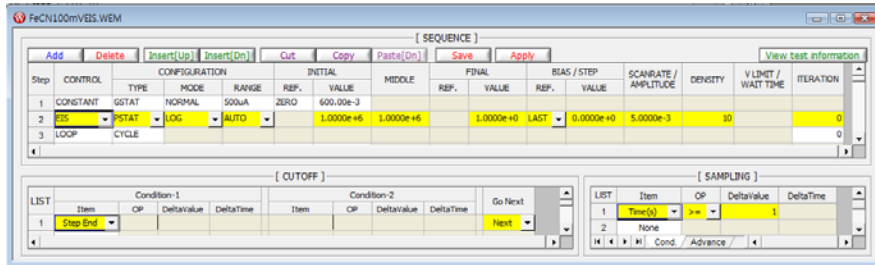 FeCN100mVEIS.WEM
[ SEQUENCE ]
Add Delete Insert[Up] Insert[Dn] Cut Copy Paste[Dn] Save Apply View test information
Step CONTROL CONFIGURATION INITIAL MIDDLE FINAL BIAS / STEP SCANRATE / AMPLITUDE DENSITY V LIMIT / WAIT TIME ITERATION
TYPE MODE RANGE REF. VALUE REF. VALUE REF. VALUE
1 CONSTANT GSTAT NORMAL 500uA ZERO 600.00e-3
2 EIS PSTAT LOG AUTO 1.0000e+6 1.0000e+6 1.0000e+0 LAST 0.0000e+0 5.0000e-3 10 0
3 LOOP CYCLE 0
[ CUTOFF ]
LIST Condition-1 Condition-2 Go Next
Item OP DeltaValue DeltaTime Item OP DeltaValue DeltaTime
1 Step End Next
[ SAMPLING ]
LIST Item OP DeltaValue DeltaTime
1 Time(s) >= 1
2 None
Cond. Advance